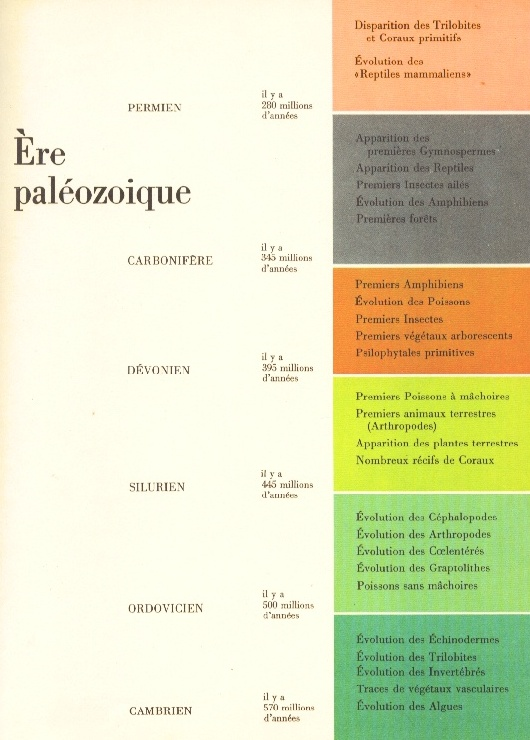 Disparition des Trilobites
et Coraux primitifs
Évolution des
«Reptiles mammaliens»
PERMIEN
il y a
280 millions
d'années
Ère
paléozoique
Apparition des
premières Gymnospermes
Apparition des Reptiles
Premiers Insectes ailés
Évolution des Amphibiens
Premières forêts
CARBONIFÈRE
il y a
345 millions
d'années
Premiers Amphibiens
Évolution des Poissons
Premiers Insectes
Premiers végétaux arborescents
Psilophytales primitives
DÉVONIEN
il y a
395 millions
d'années
Premiers Poissons à mâchoires
Premiers animaux terrestres
(Arthropodes)
Apparition des plantes terrestres
Nombreux récifs de Coraux
SILURIEN
il y a
445 millions
d'années
Évolution des Céphalopodes
Évolution des Arthropodes
Évolution des Cœlentérés
Évolution des Graptolithes
Poissons sans mâchoires
ORDOVICIEN
il y a
500 millions
d'années
Évolution des Échinodermes
Évolution des Trilobites
Évolution des Invertébrés
Traces de végétaux vasculaires
Évolution des Algues
CAMBRIEN
il y a
570 millions
d'années